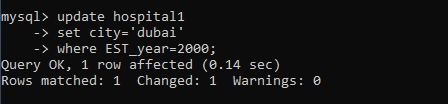 mysql> update hospital1
    -> set city='dubai'
    -> where EST_year=2000;
Query OK, 1 row affected (0.14 sec)
Rows matched: 1  Changed: 1  Warnings: 0